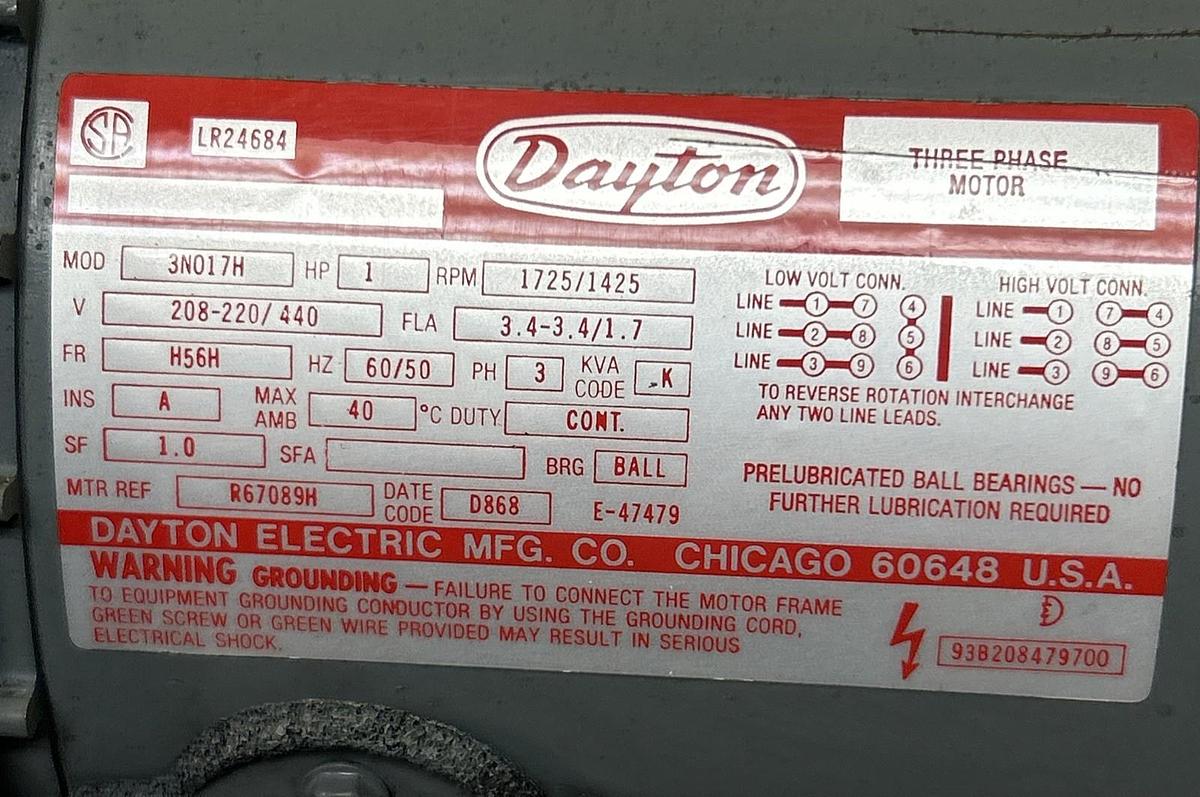 SA
LR24684
Dayton
THREE PHASE
MOTOR
MOD 3N017H HP 1 RPM 1725/1425
V 208-220/440 FLA 3.4-3.4/1.7
FR H56H HZ 60/50 PH 3 KVA CODE K
INS A MAX AMB 40 °C DUTY CONT.
SF 1.0 SFA BRG BALL
MTR REF R67089H DATE CODE D868 E-47479
LOW VOLT CONN.
LINE 1 7 4
LINE 2 8 5
LINE 3 9 6
HIGH VOLT CONN.
LINE 1 7 4
LINE 2 8 5
LINE 3 9 6
TO REVERSE ROTATION INTERCHANGE
ANY TWO LINE LEADS.
PRELUBRICATED BALL BEARINGS — NO
FURTHER LUBRICATION REQUIRED
DAYTON ELECTRIC MFG. CO. CHICAGO 60648 U.S.A.
WARNING GROUNDING — FAILURE TO CONNECT THE MOTOR FRAME
TO EQUIPMENT GROUNDING CONDUCTOR BY USING THE GROUNDING CORD,
GREEN SCREW OR GREEN WIRE PROVIDED MAY RESULT IN SERIOUS
ELECTRICAL SHOCK.
93B208479700